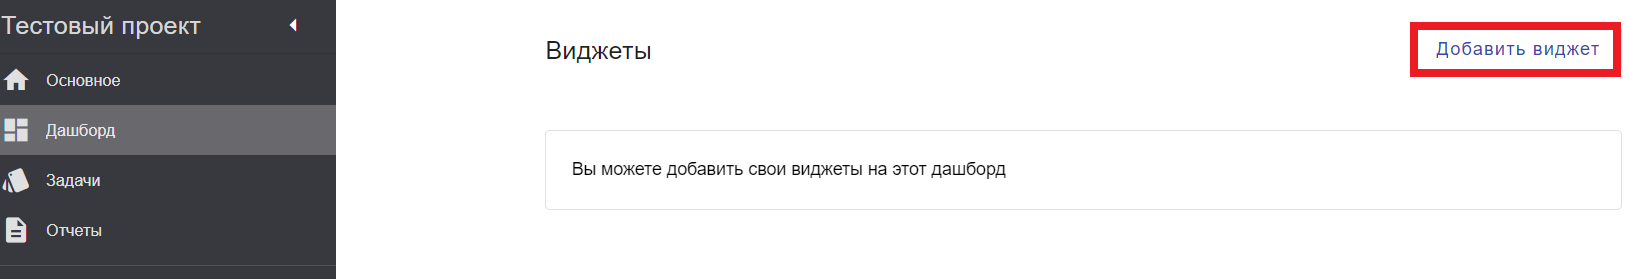 Тестовый проект
Основное
Дашборд
Задачи
Отчеты
Виджеты
Добавить виджет
Вы можете добавить свои виджеты на этот дашборд